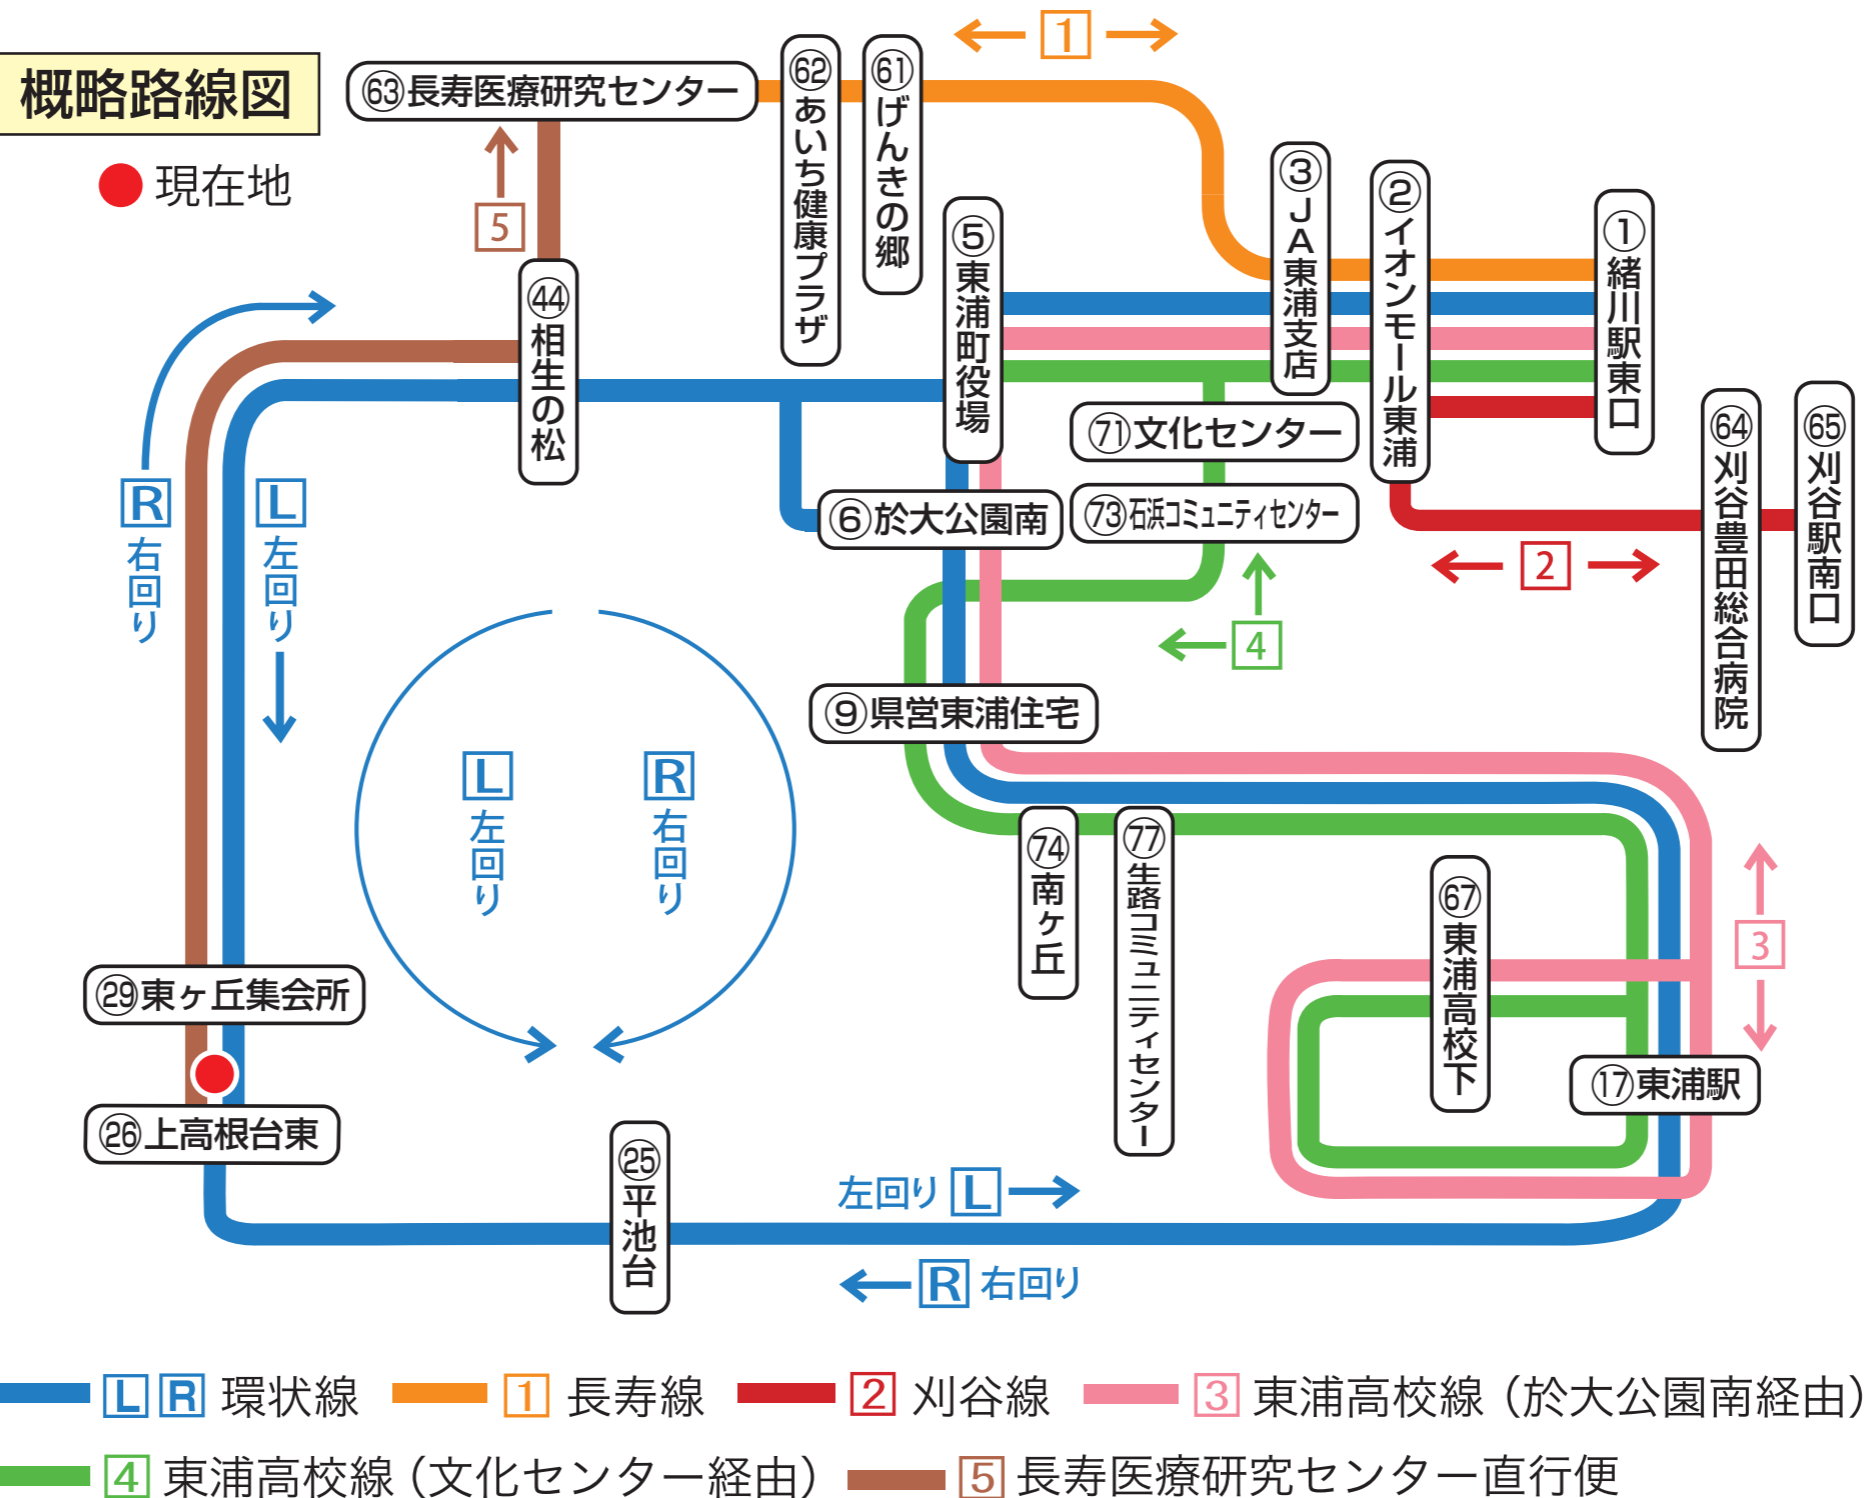 概略路線図
現在地
1
㊿長寿医療研究センター
62あいち健康プラザ
61げんきの郷
5
⑤東浦町役場
③JA東浦支店
②イオンモール東浦
①緒川駅東口
㊹相生の松
71文化センター
73石浜コミュニティセンター
⑥於大公園南
64刈谷豊田総合病院
65刈谷駅南口
2
R
右回り
L
左回り
4
⑨県営東浦住宅
L
左回り
R
右回り
74南ヶ丘
77生路コミュニティセンター
67東浦高校下
3
㉙東ヶ丘集会所
⑰東浦駅
㉖上高根台東
㉕平池台
左回り L
R 右回り
L R 環状線 1 長寿線 2 刈谷線 3 東浦高校線（於大公園南経由）
4 東浦高校線（文化センター経由） 5 長寿医療研究センター直行便